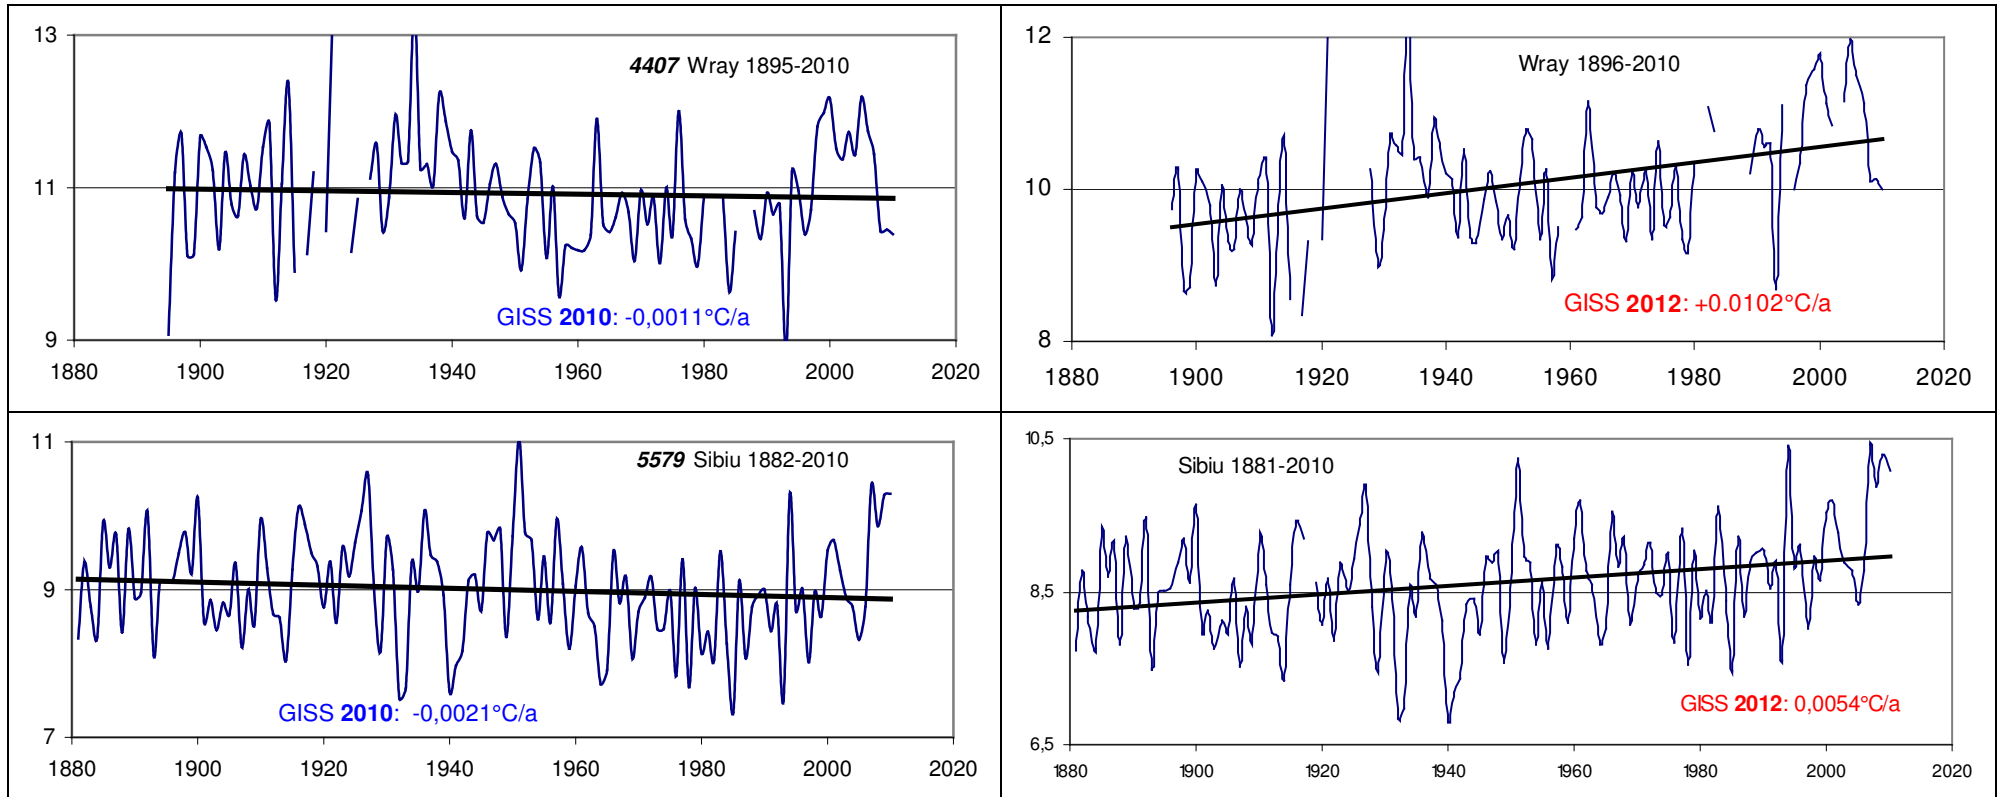 13
4407 Wray 1895-2010
11
GISS 2010: -0,0011°C/a
9
1880 1900 1920 1940 1960 1980 2000 2020
12
Wray 1896-2010
10
GISS 2012: +0.0102°C/a
8
1880 1900 1920 1940 1960 1980 2000 2020
11
5579 Sibiu 1882-2010
9
GISS 2010: -0,0021°C/a
7
1880 1900 1920 1940 1960 1980 2000 2020
10,5
Sibiu 1881-2010
8,5
GISS 2012: 0,0054°C/a
6,5
1880 1900 1920 1940 1960 1980 2000 2020